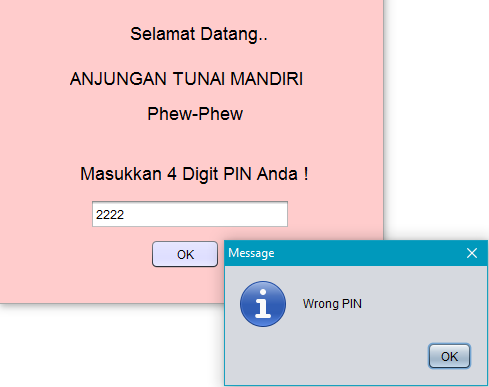 Selamat Datang..
ANJUNGAN TUNAI MANDIRI
Phew-Phew
Masukkan 4 Digit PIN Anda !
2222
OK
Message
Wrong PIN
OK